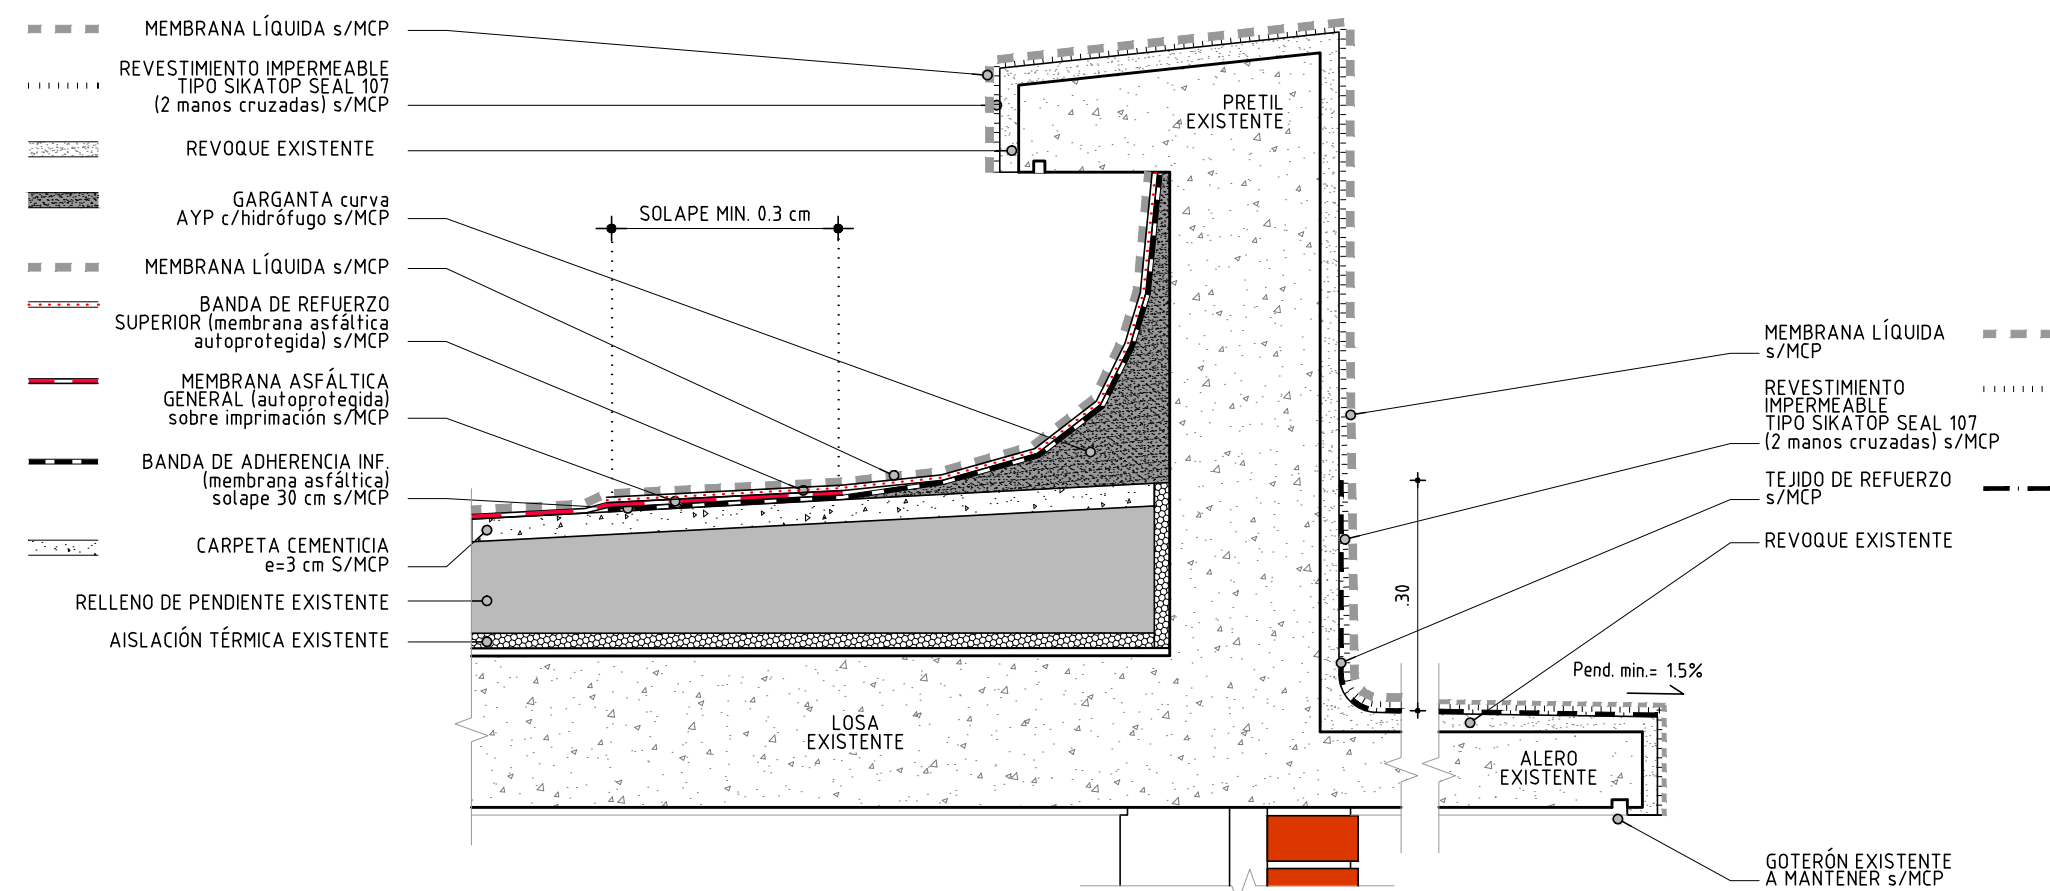 MEMBRANA LÍQUIDA s/MCP
REVESTIMIENTO IMPERMEABLE
TIPO SIKATOP SEAL 107
(2 manos cruzadas) s/MCP
REVOQUE EXISTENTE
GARGANTA curva
AYP c/hidrófugo s/MCP
MEMBRANA LÍQUIDA s/MCP
BANDA DE REFUERZO
SUPERIOR (membrana asfáltica
autoprotegida) s/MCP
MEMBRANA ASFÁLTICA
GENERAL (autoprotegida)
sobre imprimación s/MCP
BANDA DE ADHERENCIA INF.
(membrana asfáltica)
solape 30 cm s/MCP
CARPETA CEMENTICIA
e=3 cm S/MCP
RELLENO DE PENDIENTE EXISTENTE
AISLACIÓN TÉRMICA EXISTENTE
SOLAPE MIN. 0.3 cm
PRETIL
EXISTENTE
LOSA
EXISTENTE
.30
Pend. min.= 1.5%
ALERO
EXISTENTE
MEMBRANA LÍQUIDA
s/MCP
REVESTIMIENTO
IMPERMEABLE
TIPO SIKATOP SEAL 107
(2 manos cruzadas) s/MCP
TEJIDO DE REFUERZO
s/MCP
REVOQUE EXISTENTE
GOTERÓN EXISTENTE
A MANTENER s/MCP